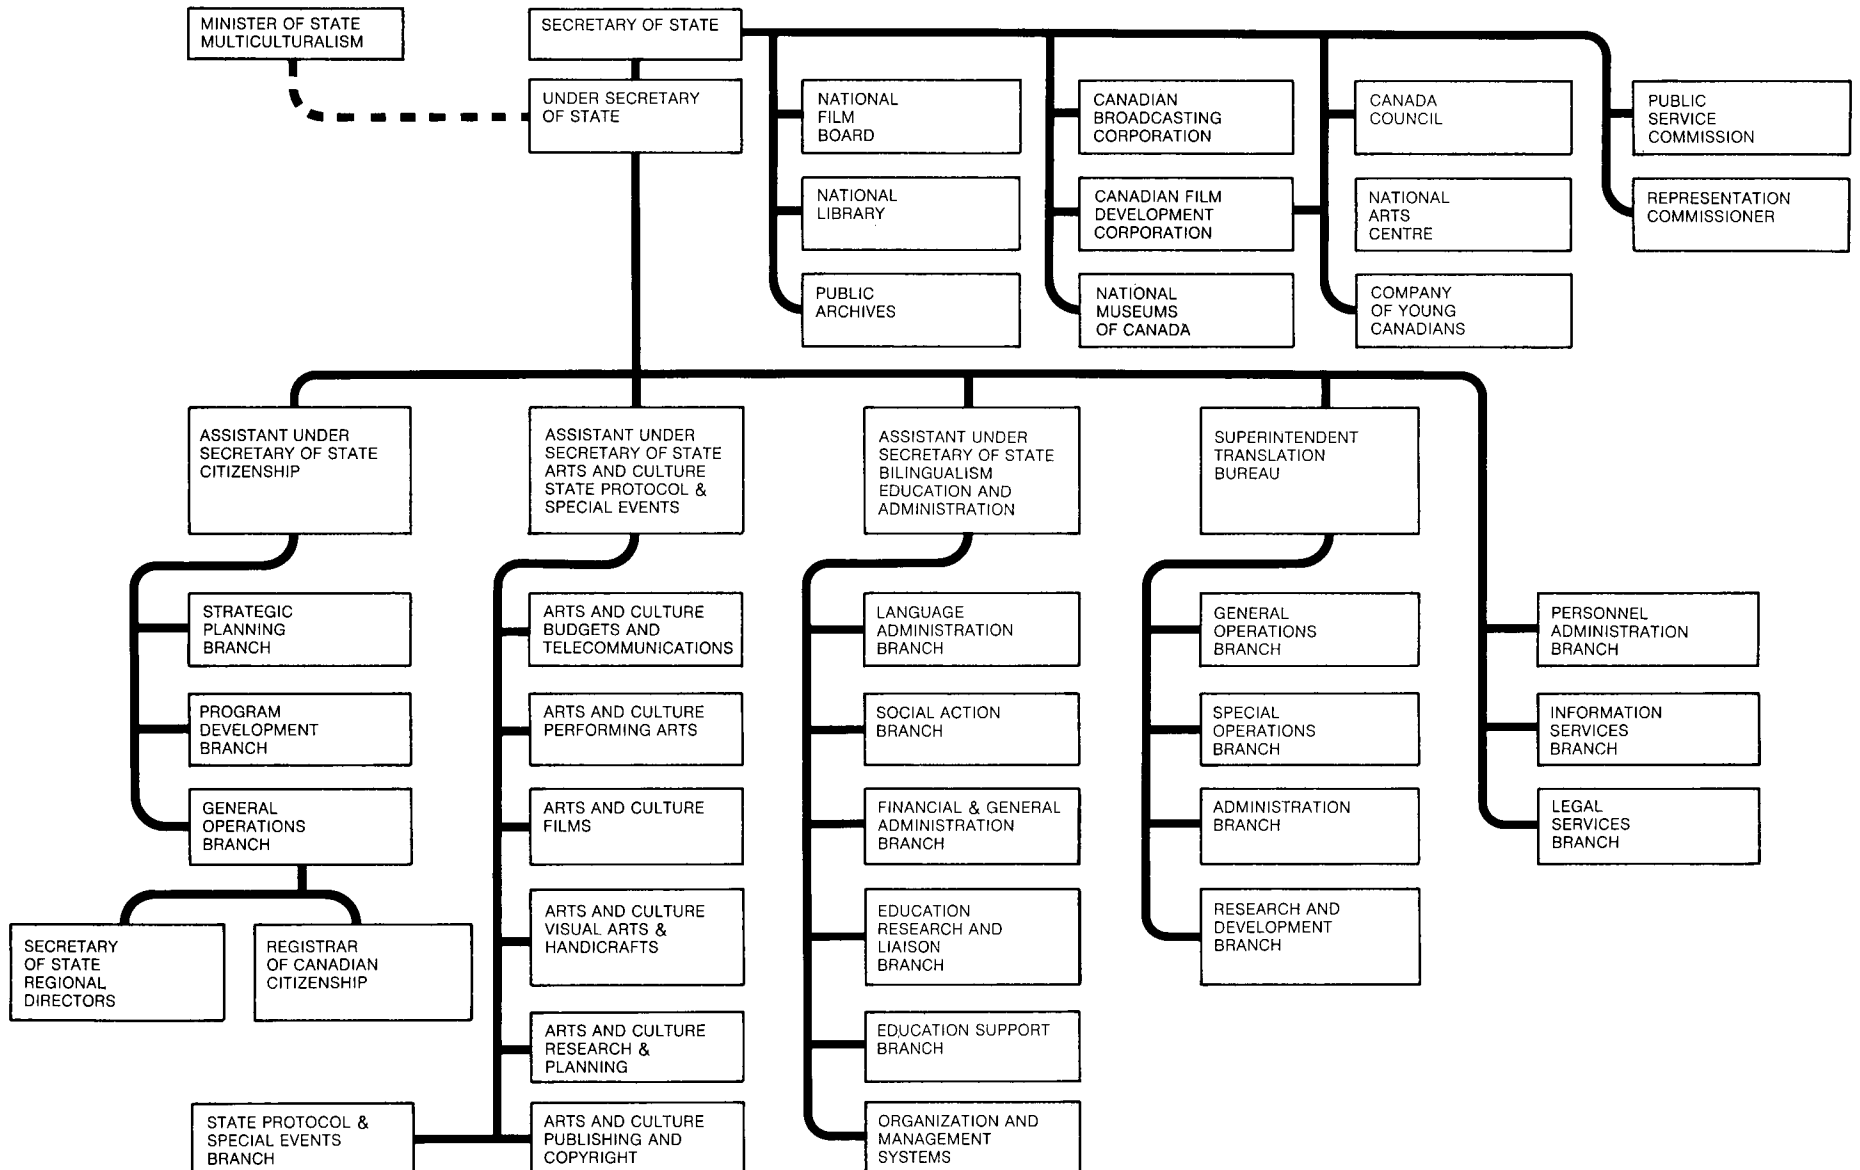 MINISTER OF STATE
MULTICULTURALISM
SECRETARY OF STATE
UNDER SECRETARY
OF STATE
NATIONAL
FILM
BOARD
CANADIAN
BROADCASTING
CORPORATION
CANADA
COUNCIL
PUBLIC
SERVICE
COMMISSION
NATIONAL
LIBRARY
CANADIAN FILM
DEVELOPMENT
CORPORATION
NATIONAL
ARTS
CENTRE
REPRESENTATION
COMMISSIONER
PUBLIC
ARCHIVES
NATIONAL
MUSEUMS
OF CANADA
COMPANY
OF YOUNG
CANADIANS
ASSISTANT UNDER
SECRETARY OF STATE
CITIZENSHIP
ASSISTANT UNDER
SECRETARY OF STATE
ARTS AND CULTURE
STATE PROTOCOL &
SPECIAL EVENTS
ASSISTANT UNDER
SECRETARY OF STATE
BILINGUALISM
EDUCATION AND
ADMINISTRATION
SUPERINTENDENT
TRANSLATION
BUREAU
STRATEGIC
PLANNING
BRANCH
ARTS AND CULTURE
BUDGETS AND
TELECOMMUNICATIONS
LANGUAGE
ADMINISTRATION
BRANCH
GENERAL
OPERATIONS
BRANCH
PERSONNEL
ADMINISTRATION
BRANCH
PROGRAM
DEVELOPMENT
BRANCH
ARTS AND CULTURE
PERFORMING ARTS
SOCIAL ACTION
BRANCH
SPECIAL
OPERATIONS
BRANCH
INFORMATION
SERVICES
BRANCH
GENERAL
OPERATIONS
BRANCH
ARTS AND CULTURE
FILMS
FINANCIAL & GENERAL
ADMINISTRATION
BRANCH
ADMINISTRATION
BRANCH
LEGAL
SERVICES
BRANCH
SECRETARY
OF STATE
REGIONAL
DIRECTORS
REGISTRAR
OF CANADIAN
CITIZENSHIP
ARTS AND CULTURE
VISUAL ARTS &
HANDICRAFTS
EDUCATION
RESEARCH AND
LIAISON
BRANCH
RESEARCH AND
DEVELOPMENT
BRANCH
ARTS AND CULTURE
RESEARCH &
PLANNING
EDUCATION SUPPORT
BRANCH
STATE PROTOCOL &
SPECIAL EVENTS
BRANCH
ARTS AND CULTURE
PUBLISHING AND
COPYRIGHT
ORGANIZATION AND
MANAGEMENT
SYSTEMS